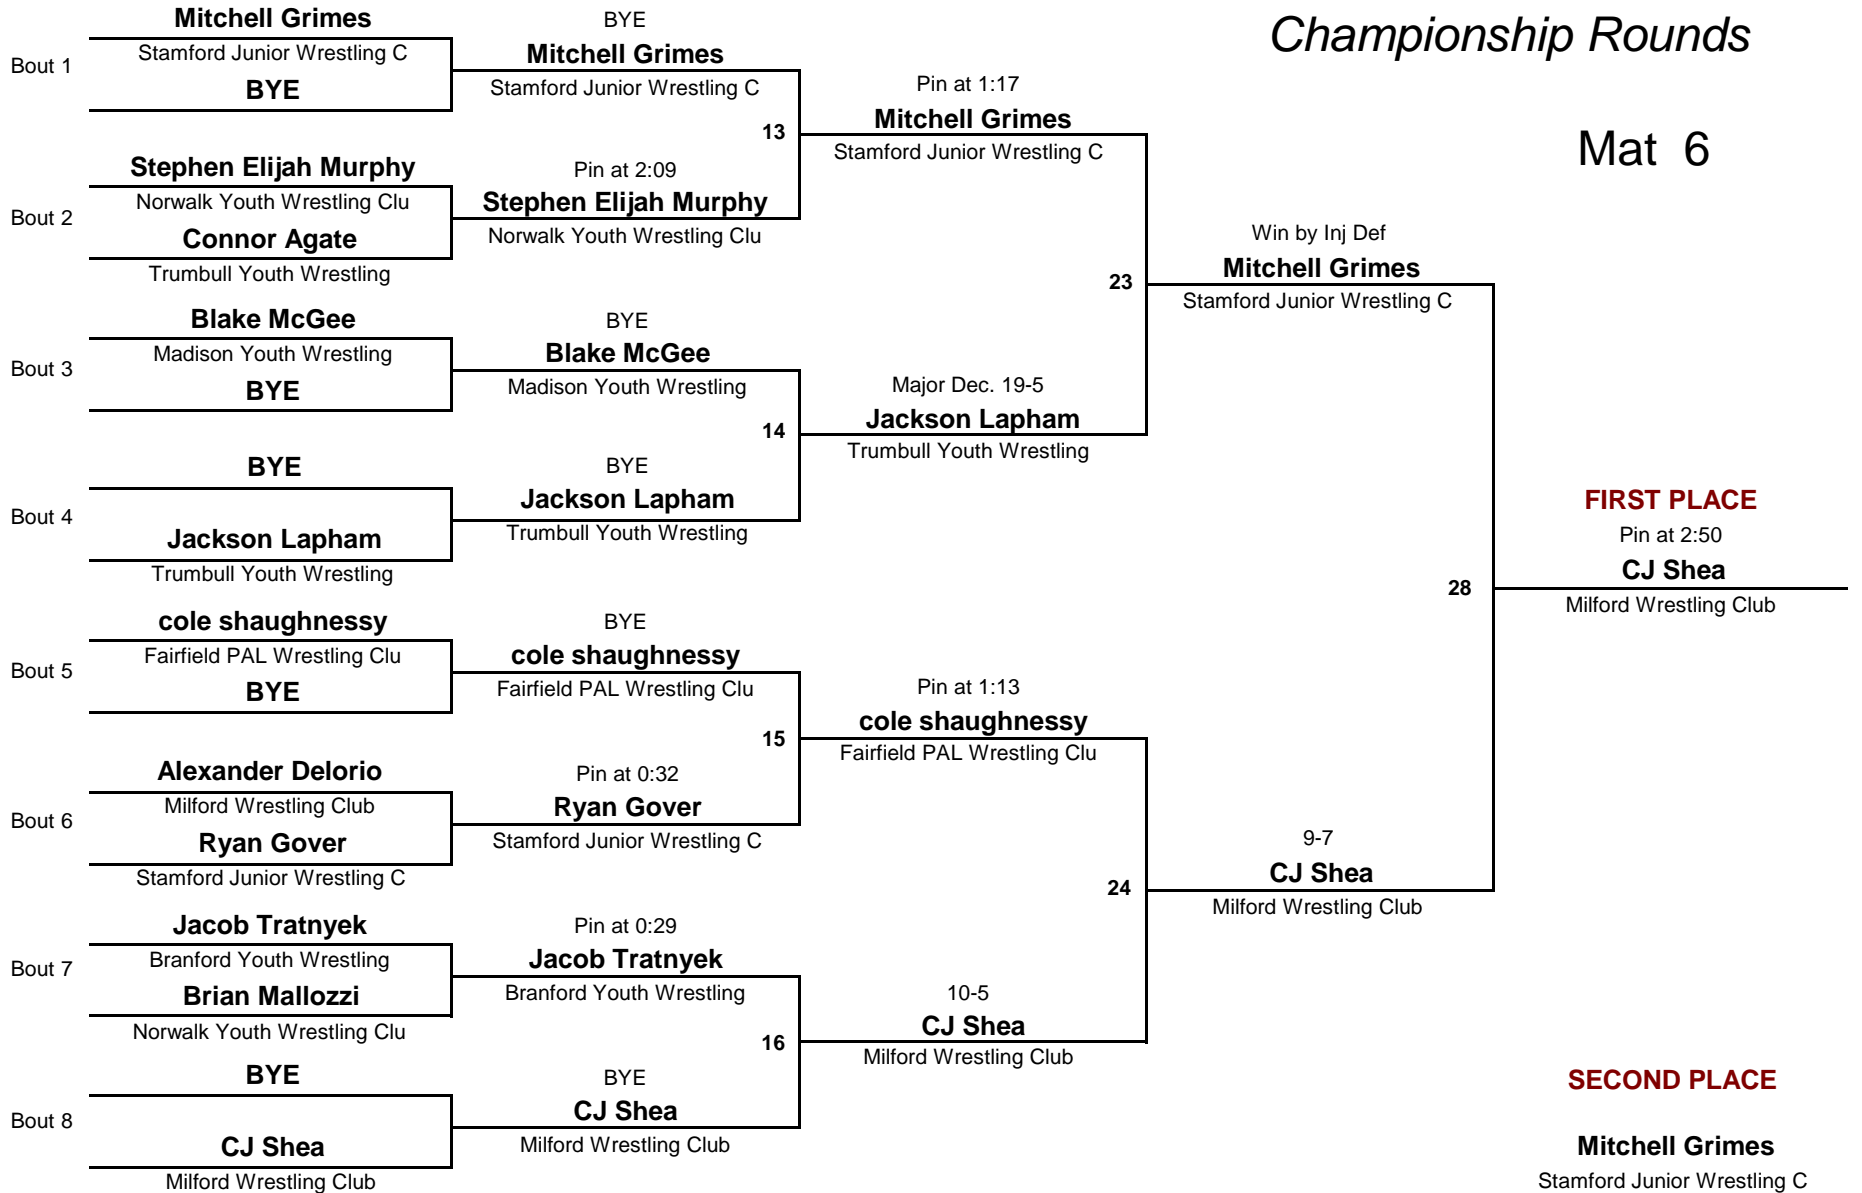 Championship Rounds
Mat 6
Bout 1
Mitchell Grimes
Stamford Junior Wrestling C
BYE
Bout 2
Stephen Elijah Murphy
Norwalk Youth Wrestling Clu
Connor Agate
Trumbull Youth Wrestling
Bout 3
Blake McGee
Madison Youth Wrestling
BYE
Bout 4
BYE
Jackson Lapham
Trumbull Youth Wrestling
Bout 5
cole shaughnessy
Fairfield PAL Wrestling Clu
BYE
Bout 6
Alexander Delorio
Milford Wrestling Club
Ryan Gover
Stamford Junior Wrestling C
Bout 7
Jacob Tratnyek
Branford Youth Wrestling
Brian Mallozzi
Norwalk Youth Wrestling Clu
Bout 8
BYE
CJ Shea
Milford Wrestling Club
BYE
Mitchell Grimes
Stamford Junior Wrestling C
13
Pin at 2:09
Stephen Elijah Murphy
Norwalk Youth Wrestling Clu
BYE
Blake McGee
Madison Youth Wrestling
14
BYE
Jackson Lapham
Trumbull Youth Wrestling
BYE
cole shaughnessy
Fairfield PAL Wrestling Clu
15
Pin at 0:32
Ryan Gover
Stamford Junior Wrestling C
Pin at 0:29
Jacob Tratnyek
Branford Youth Wrestling
16
BYE
CJ Shea
Milford Wrestling Club
Pin at 1:17
Mitchell Grimes
Stamford Junior Wrestling C
23
Major Dec. 19-5
Jackson Lapham
Trumbull Youth Wrestling
Pin at 1:13
cole shaughnessy
Fairfield PAL Wrestling Clu
24
10-5
CJ Shea
Milford Wrestling Club
Win by Inj Def
Mitchell Grimes
Stamford Junior Wrestling C
28
9-7
CJ Shea
Milford Wrestling Club
FIRST PLACE
Pin at 2:50
CJ Shea
Milford Wrestling Club
SECOND PLACE
Mitchell Grimes
Stamford Junior Wrestling C